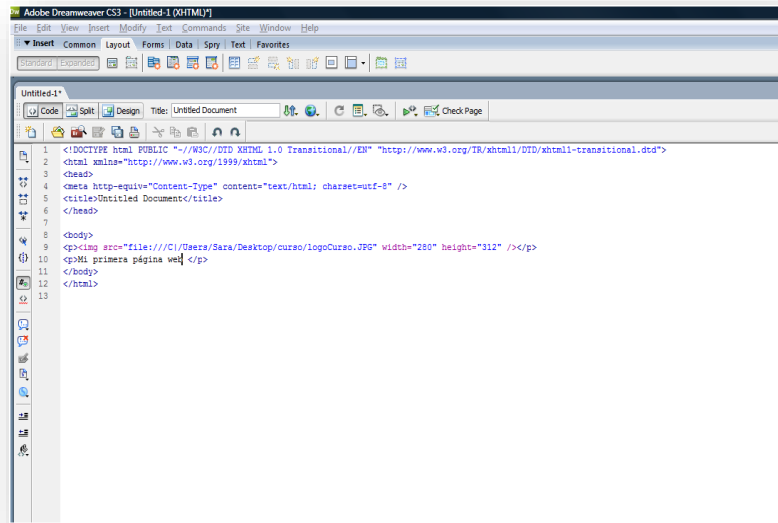 Dw Adobe Dreamweaver CS3 - [Untitled-1 (XHTML)*]
File Edit View Insert Modify Text Commands Site Window Help
▼ Insert Common Layout Forms Data Spry Text Favorites
Standard Expanded
Untitled-1*
Code Split Design Title: Untitled Document Check Page
1 <!DOCTYPE html PUBLIC "-//W3C//DTD XHTML 1.0 Transitional//EN" "http://www.w3.org/TR/xhtml1/DTD/xhtml1-transitional.dtd">
2 <html xmlns="http://www.w3.org/1999/xhtml">
3 <head>
4 <meta http-equiv="Content-Type" content="text/html; charset=utf-8" />
5 <title>Untitled Document</title>
6 </head>
7
8 <body>
9 <p><img src="file:///C|/Users/Sara/Desktop/curso/logoCurso.JPG" width="280" height="312" /></p>
10 <p>Mi primera página web </p>
11 </body>
12 </html>
13